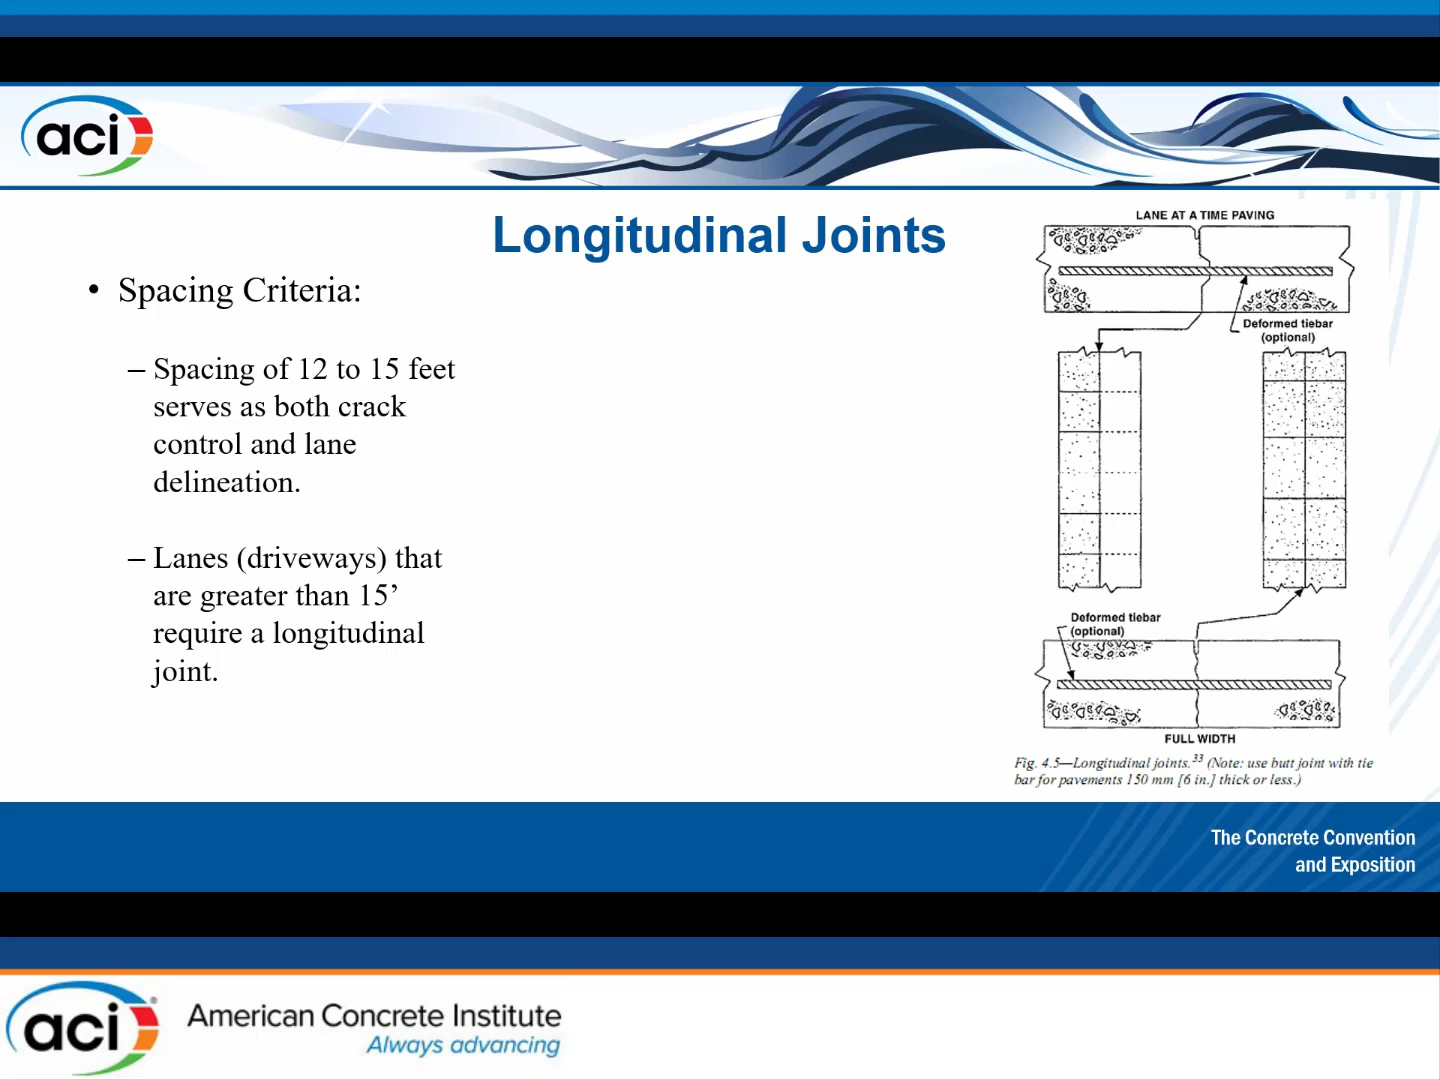 aci
Longitudinal Joints
• Spacing Criteria:
– Spacing of 12 to 15 feet
serves as both crack
control and lane
delineation.
– Lanes (driveways) that
are greater than 15’
require a longitudinal
joint.
LANE AT A TIME PAVING
Deformed tiebar
(optional)
Deformed tiebar
(optional)
FULL WIDTH
Fig. 4.5—Longitudinal joints.33 (Note: use butt joint with tie
bar for pavements 150 mm [6 in.] thick or less.)
The Concrete Convention
and Exposition
aci®
American Concrete Institute
Always advancing